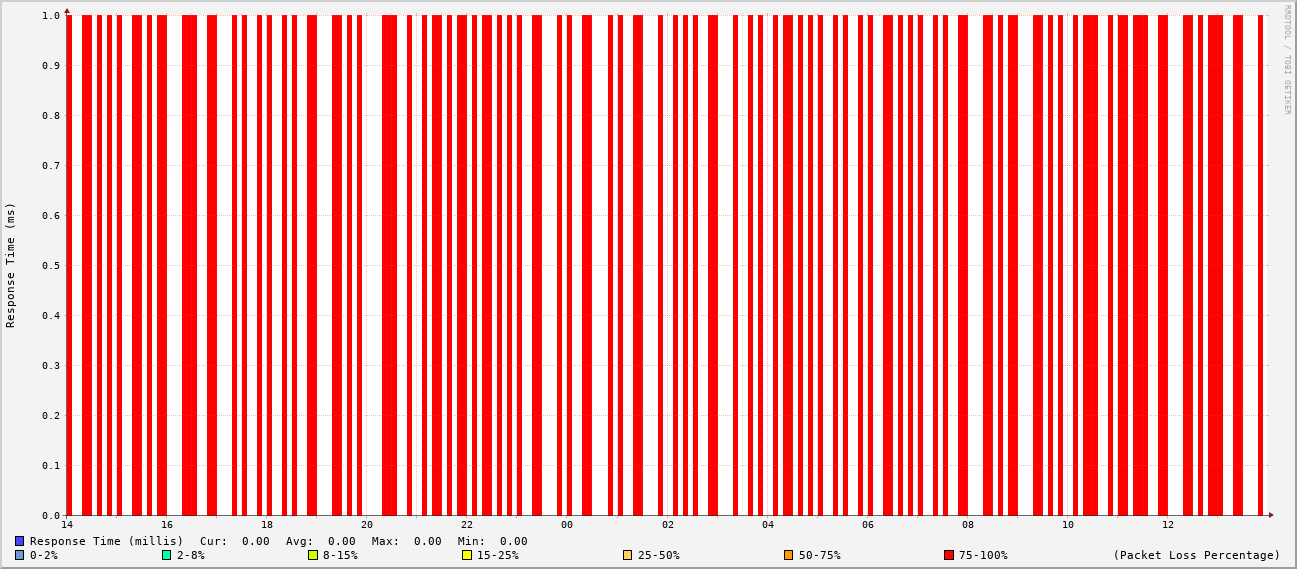 RRDTOOL / TOBI OETIKER
Response Time (ms)
1.0
0.9
0.8
0.7
0.6
0.5
0.4
0.3
0.2
0.1
0.0
14 16 18 20 22 00 02 04 06 08 10 12
Response Time (millis) Cur: 0.00 Avg: 0.00 Max: 0.00 Min: 0.00
0-2% 2-8% 8-15% 15-25% 25-50% 50-75% 75-100% (Packet Loss Percentage)